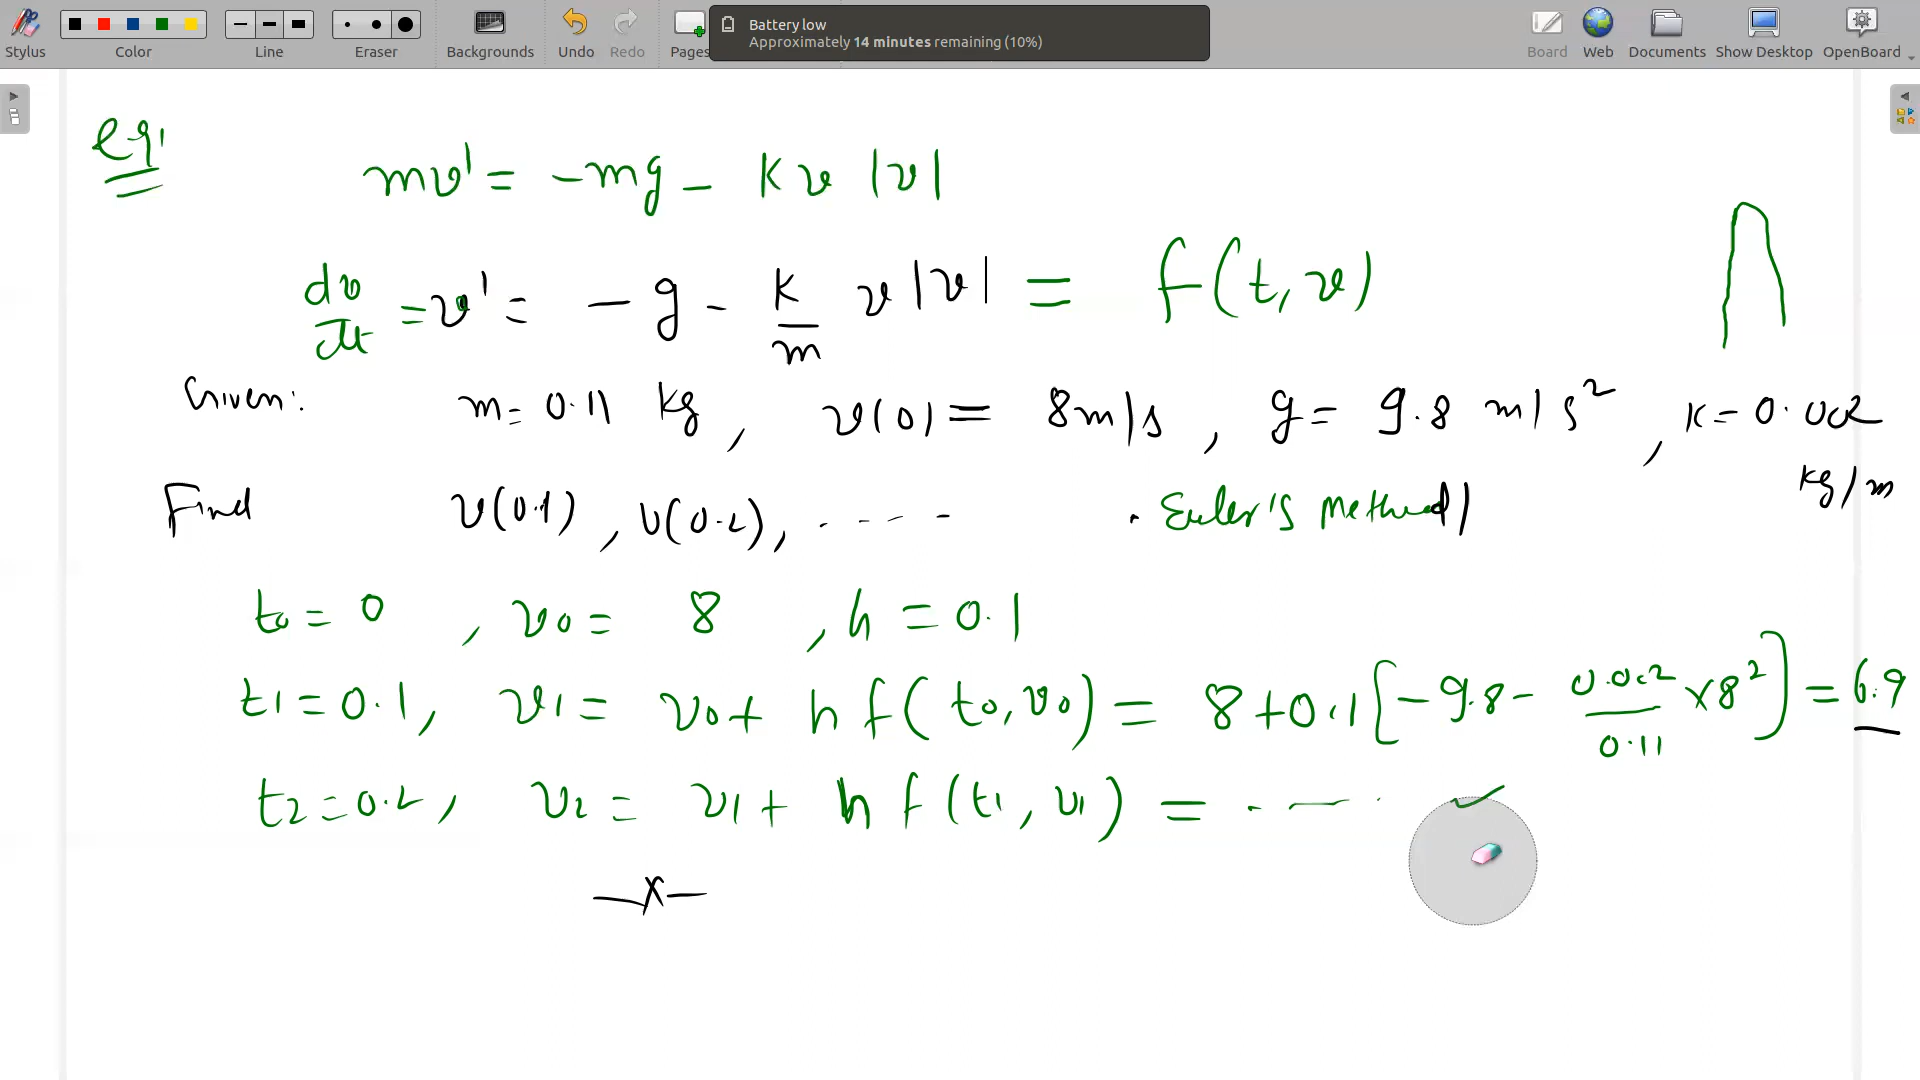 Battery low
Approximately 14 minutes remaining (10%)
Stylus Color Line Eraser Backgrounds Undo Redo Pages Board Web Documents Show Desktop OpenBoard
eg:
mv' = -mg - k v |v|
dv/dt = v' = -g - k/m v |v| = f(t, v)
Given: m = 0.11 kg, v(0) = 8 m/s, g = 9.8 m/s², k = 0.002 kg/m
Find v(0.1), v(0.2), ..... . Euler's Method
t0 = 0, v0 = 8, h = 0.1
t1 = 0.1, v1 = v0 + h f(t0, v0) = 8 + 0.1 [-9.8 - 0.002/0.11 × 8²] = 6.9
t2 = 0.2, v2 = v1 + h f(t1, v1) = . — . ✓
—x—